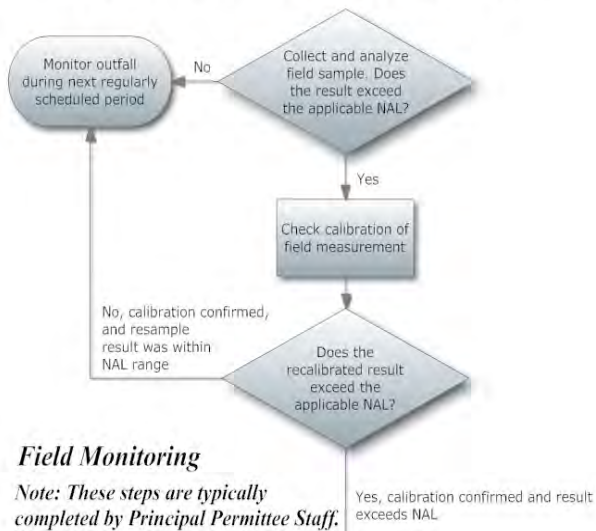 Collect and analyze
field sample. Does
the result exceed
the applicable NAL?
No
Monitor outfall
during next regularly
scheduled period
Yes
Check calibration of
field measurement
No, calibration confirmed,
and resample
result was within
NAL range
Does the
recalibrated result
exceed the
applicable NAL?
Field Monitoring
Note: These steps are typically
completed by Principal Permittee Staff.
Yes, calibration confirmed and result
exceeds NAL